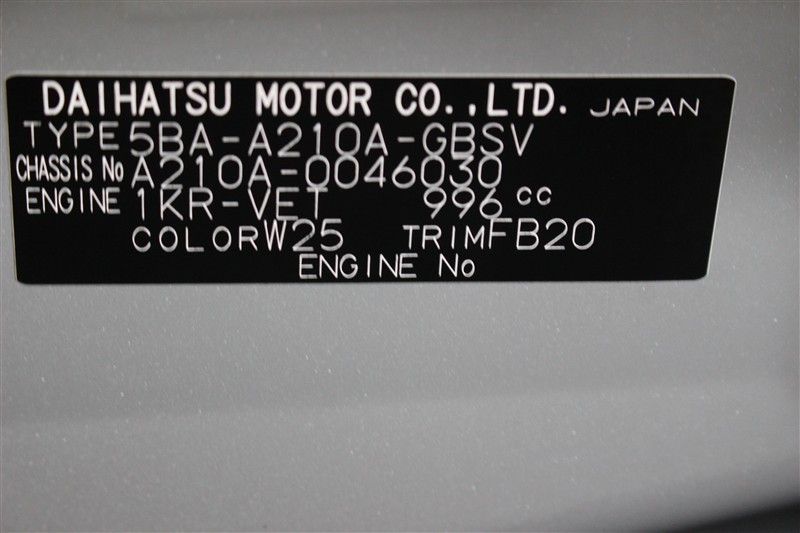 DAIHATSU MOTOR CO.,LTD. JAPAN
TYPE 5BA-A210A-GBSV
CHASSIS No A210A-0046030
ENGINE 1KR-VET 996 cc
COLOR W25 TRIM FB20
ENGINE No